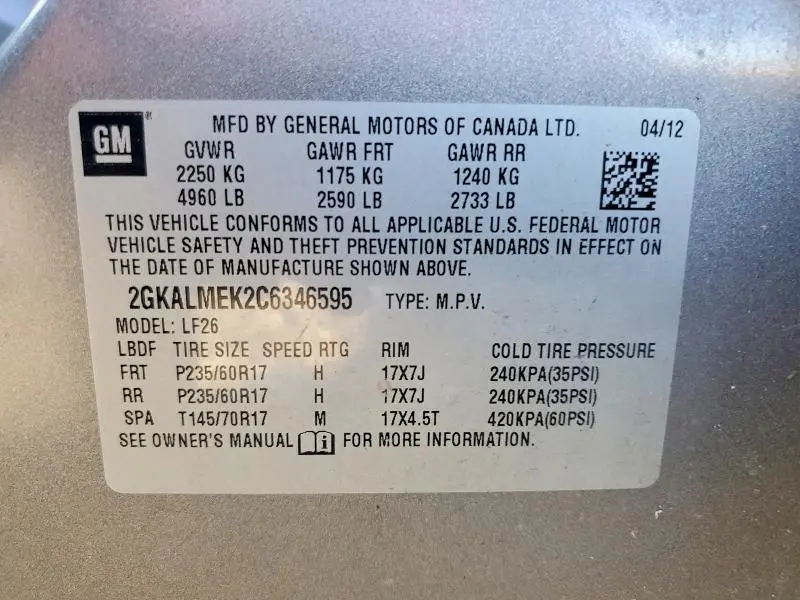 GM® MFD BY GENERAL MOTORS OF CANADA LTD. 04/12
GVWR GAWR FRT GAWR RR
2250 KG 1175 KG 1240 KG
4960 LB 2590 LB 2733 LB
THIS VEHICLE CONFORMS TO ALL APPLICABLE U.S. FEDERAL MOTOR
VEHICLE SAFETY AND THEFT PREVENTION STANDARDS IN EFFECT ON
THE DATE OF MANUFACTURE SHOWN ABOVE.
2GKALMEK2C6346595 TYPE: M.P.V.
MODEL: LF26
LBDF TIRE SIZE SPEED RTG RIM COLD TIRE PRESSURE
FRT P235/60R17 H 17X7J 240KPA(35PSI)
RR P235/60R17 H 17X7J 240KPA(35PSI)
SPA T145/70R17 M 17X4.5T 420KPA(60PSI)
SEE OWNER'S MANUAL i FOR MORE INFORMATION.